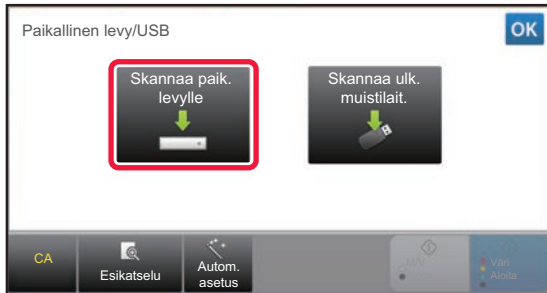 Paikallinen levy/USB
OK
Skannaa paik.
levylle
Skannaa ulk.
muistilait.
CA
Esikatselu
Autom.
asetus
M/V
Väri
Aloita